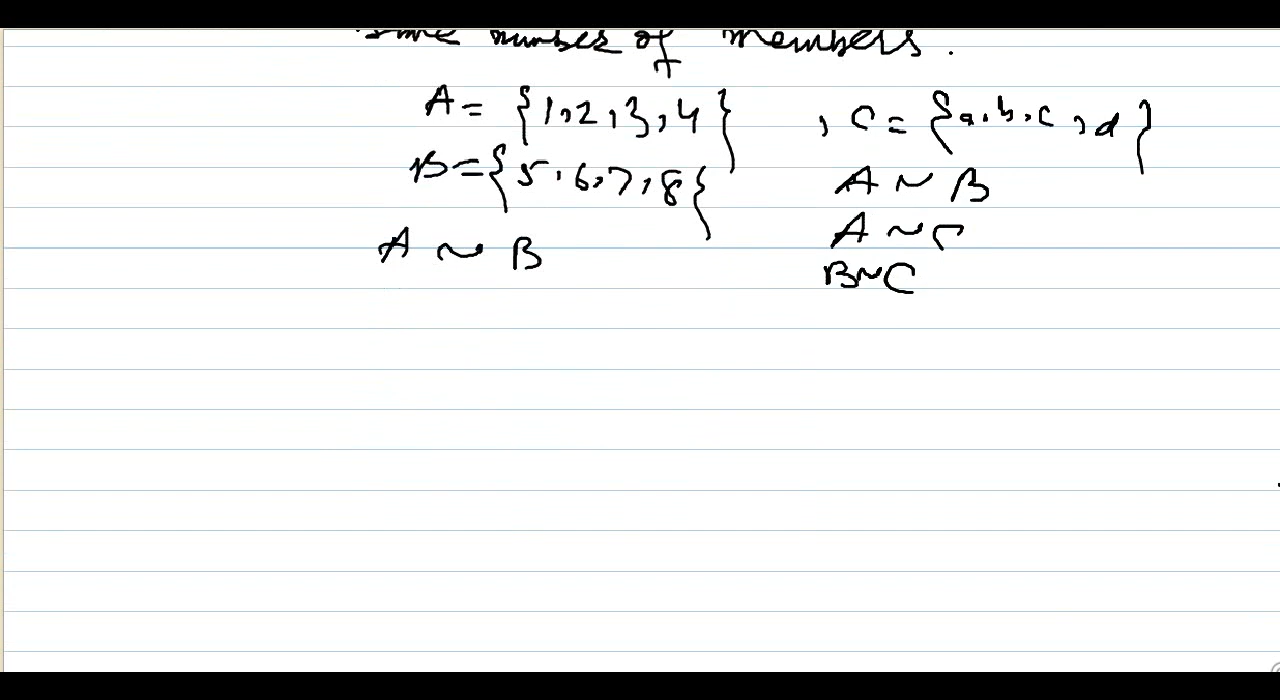 same number of members.
A = {1, 2, 3, 4} , C = {a, b, c, d}
B = {5, 6, 7, 8} A ~ B
A ~ B A ~ C
B ~ C